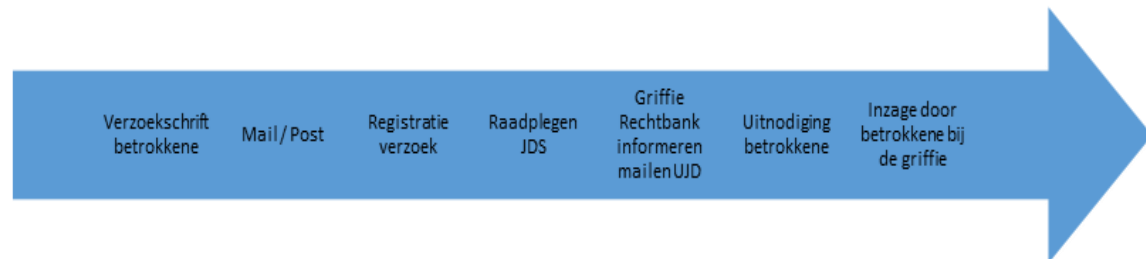 Verzoekschrift
betrokkene
Mail / Post
Registratie
verzoek
Raadplegen
JDS
Griffie
Rechtbank
informeren
mailen UJD
Uitnodiging
betrokkene
Inzage door
betrokkene bij
de griffie